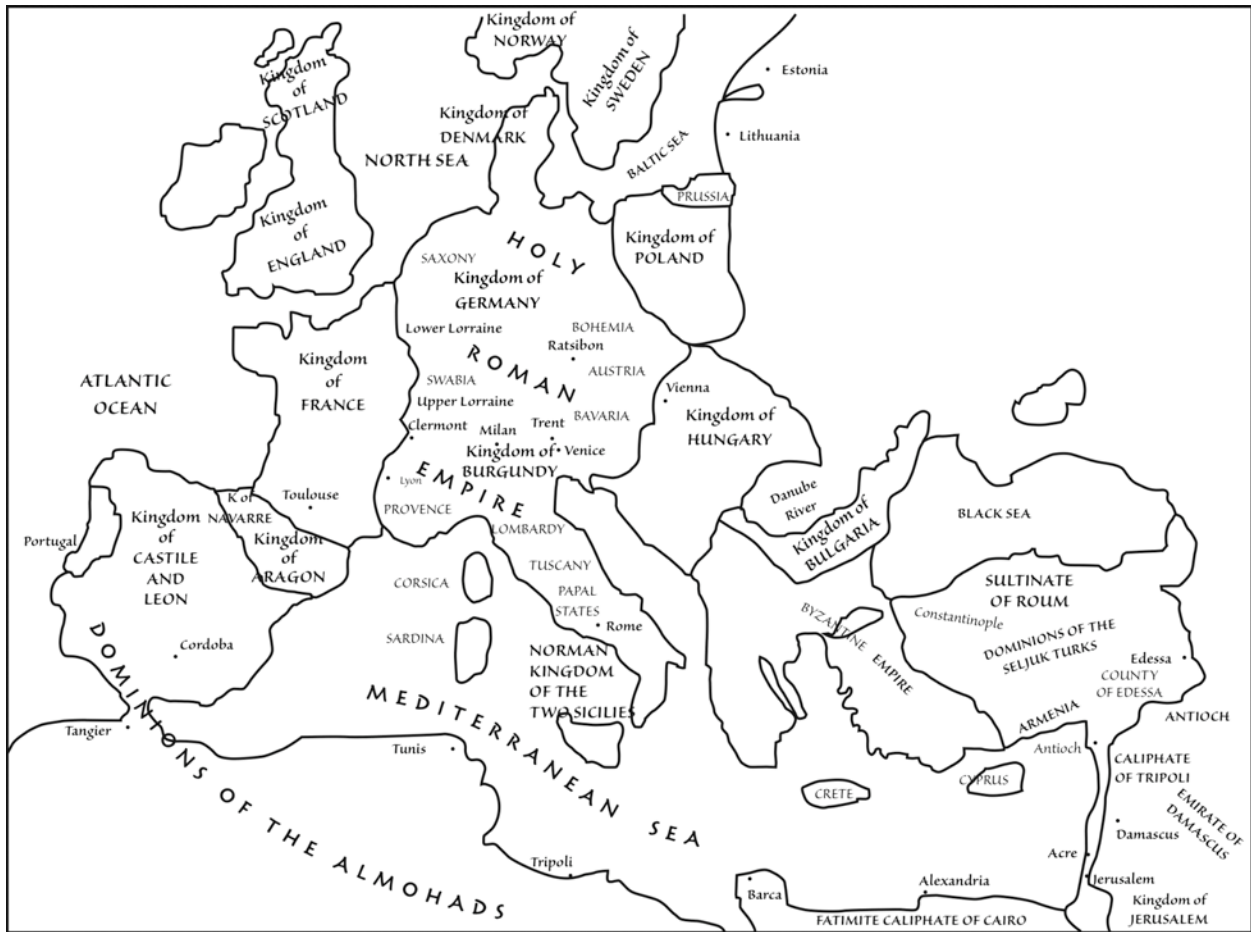 Kingdom of
NORWAY
Kingdom of
SWEDEN
Estonia
Kingdom
of
SCOTLAND
Kingdom of
DENMARK
NORTH SEA
BALTIC SEA
Lithuania
PRUSSIA
Kingdom
of
ENGLAND
Kingdom of
POLAND
HOLY
SAXONY
Kingdom of
GERMANY
Lower Lorraine
BOHEMIA
Ratsibon
ROMAN
AUSTRIA
Kingdom
of
FRANCE
ATLANTIC
OCEAN
SWABIA
Upper Lorraine
Vienna
BAVARIA
Kingdom of
HUNGARY
Clermont
Milan
Trent
Kingdom of
BURGUNDY
Venice
EMPIRE
Lyon
PROVENCE
Toulouse
LOMBARDY
Danube
River
Kingdom of
BULGARIA
BLACK SEA
K of
NAVARRE
Kingdom
of
ARAGON
Kingdom
of
CASTILE
AND
LEON
Portugal
CORSICA
TUSCANY
PAPAL
STATES
Rome
SARDINA
SULTINATE
OF ROUM
Constantinople
BYZANTINE EMPIRE
DOMINIONS OF THE
SELJUK TURKS
Edessa
COUNTY
OF EDESSA
Cordoba
NORMAN
KINGDOM
OF THE
TWO SICILIES
MEDITERRANEAN SEA
ARMENIA
ANTIOCH
Antioch
Tangier
Tunis
DOMINIONS OF THE ALMOHADS
CALIPHATE
OF TRIPOLI
CYPRUS
CRETE
EMIRATE OF
DAMASCUS
Damascus
Acre
Tripoli
Barca
Alexandria
Jerusalem
Kingdom of
JERUSALEM
FATIMITE CALIPHATE OF CAIRO